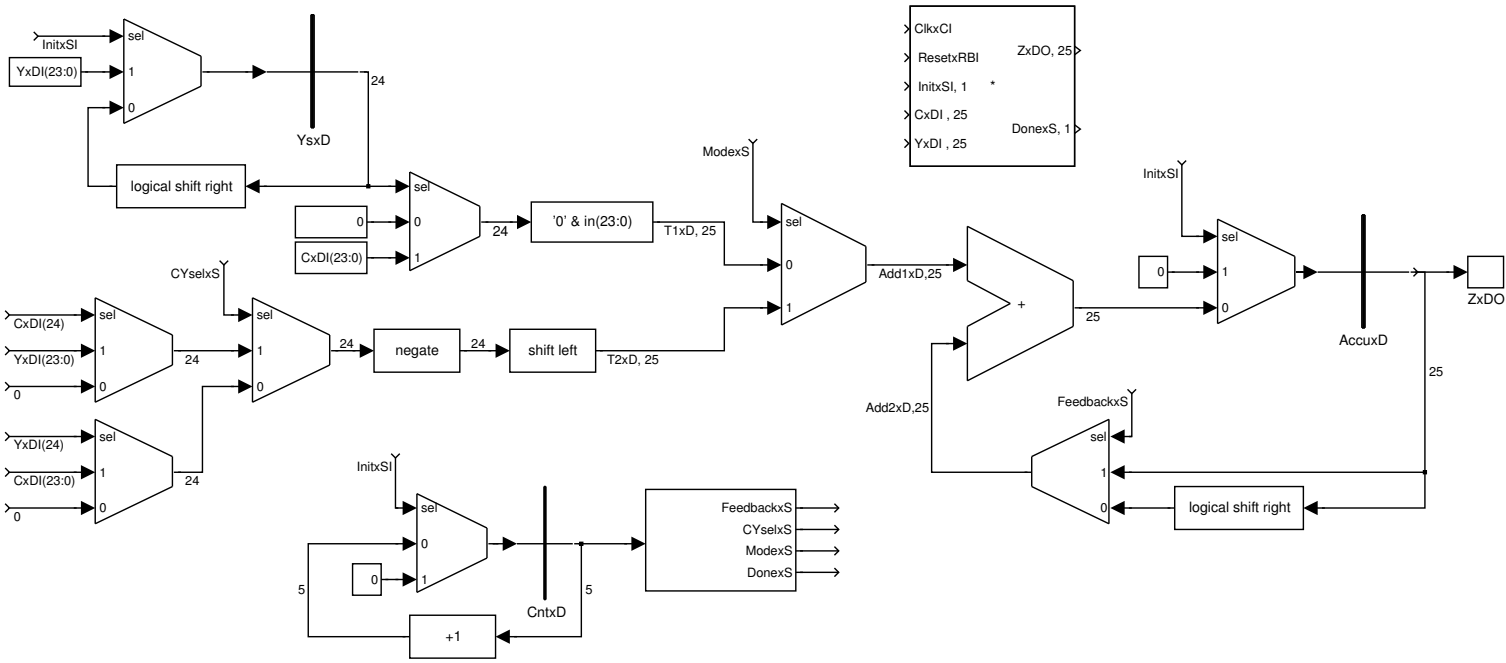 InitxSI
sel
YxDI(23:0)
1
0
24
YsxD
logical shift right
sel
0
0
CxDI(23:0)
1
24
'0' & in(23:0)
T1xD, 25
ModexS
sel
0
1
Add1xD,25
ClkxCI
ResetxRBI
InitxSI, 1
*
CxDI , 25
YxDI , 25
ZxDO, 25
DonexS, 1
CYselxS
CxDI(24)
sel
YxDI(23:0)
1
0
0
24
YxDI(24)
sel
CxDI(23:0)
1
0
0
24
sel
1
0
24
negate
24
shift left
T2xD, 25
+
25
Add2xD,25
InitxSI
sel
0
1
0
AccuxD
ZxDO
25
FeedbackxS
sel
1
0
logical shift right
InitxSI
sel
0
0
1
5
CntxD
5
+1
FeedbackxS
CYselxS
ModexS
DonexS